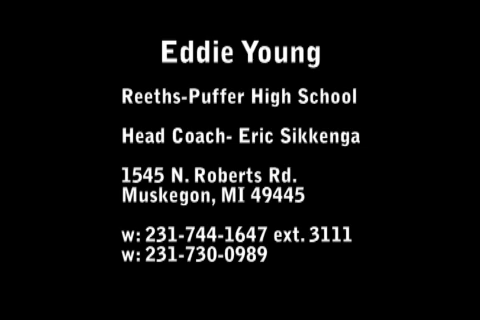 Eddie Young
Reeths-Puffer High School
Head Coach- Eric Sikkenga
1545 N. Roberts Rd.
Muskegon, MI 49445
w: 231-744-1647 ext. 3111
w: 231-730-0989